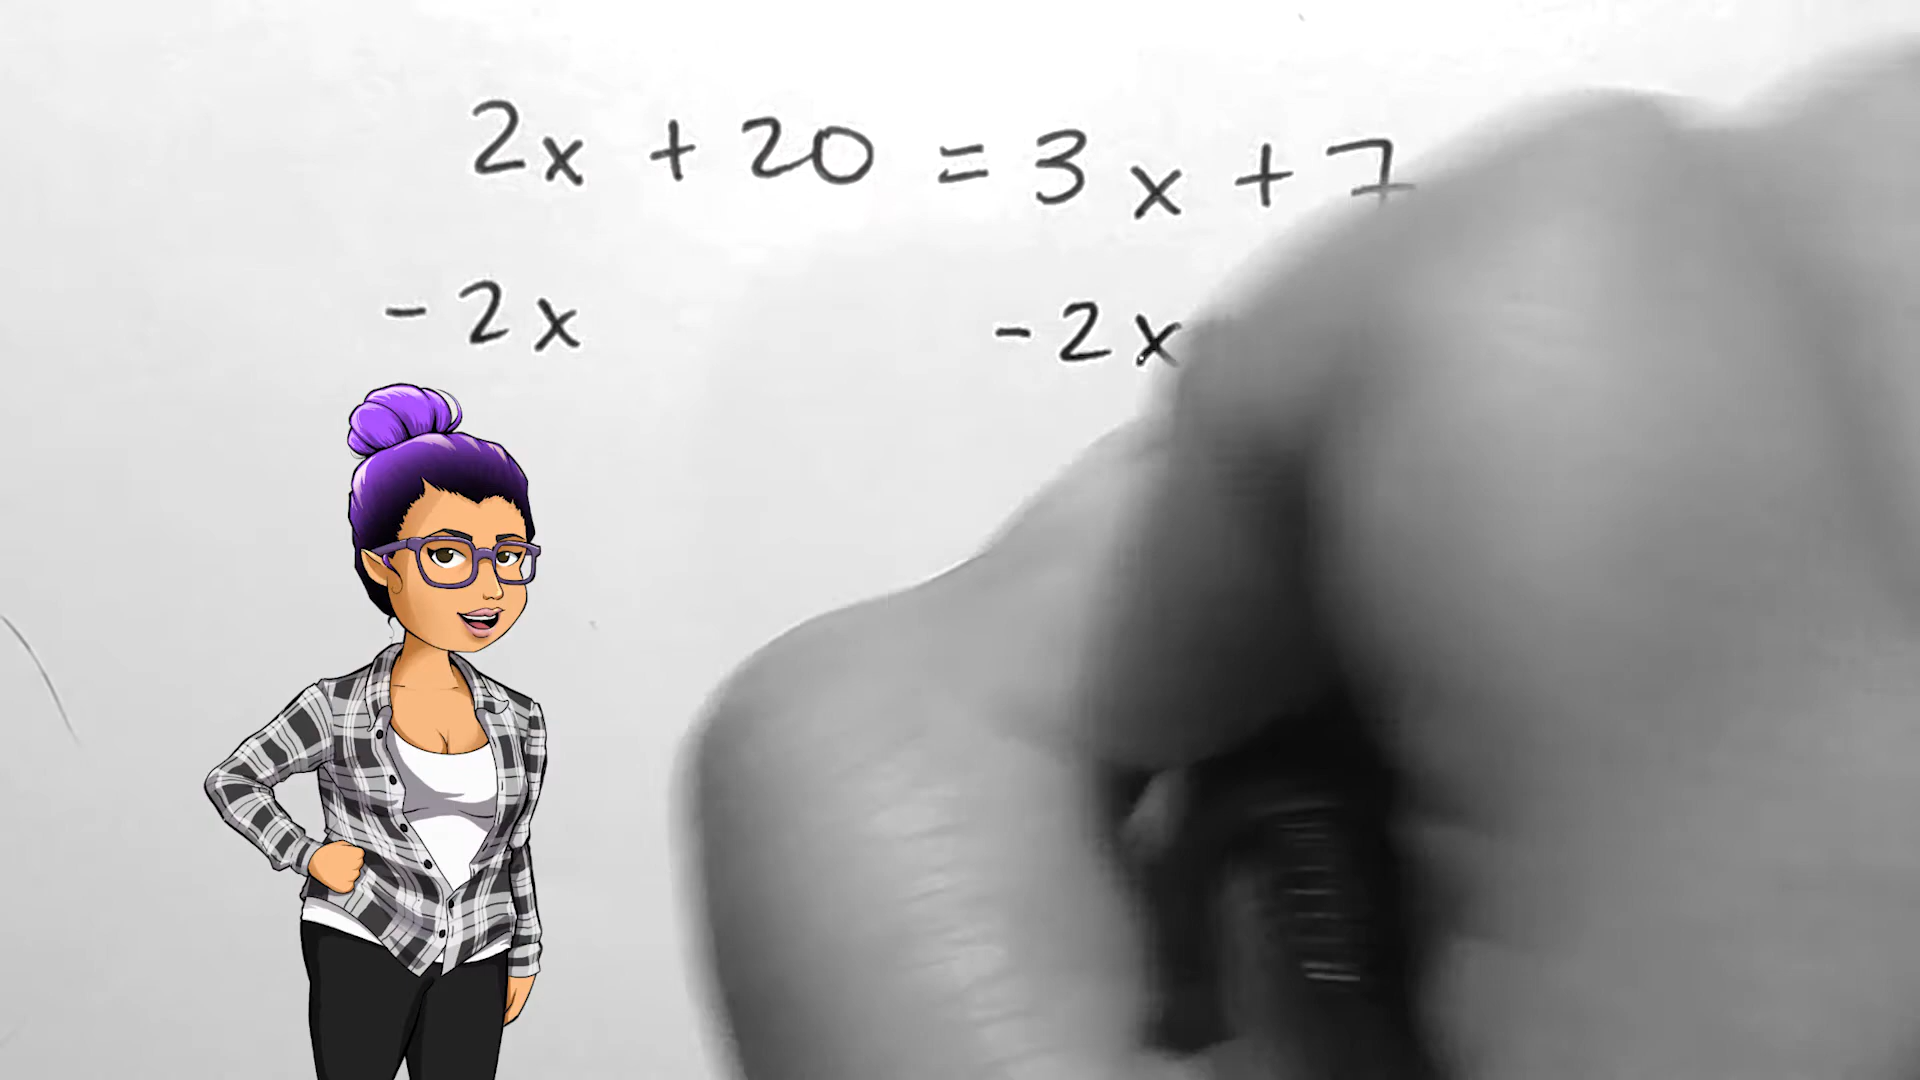 2x + 20 = 3x + 7
- 2x - 2x